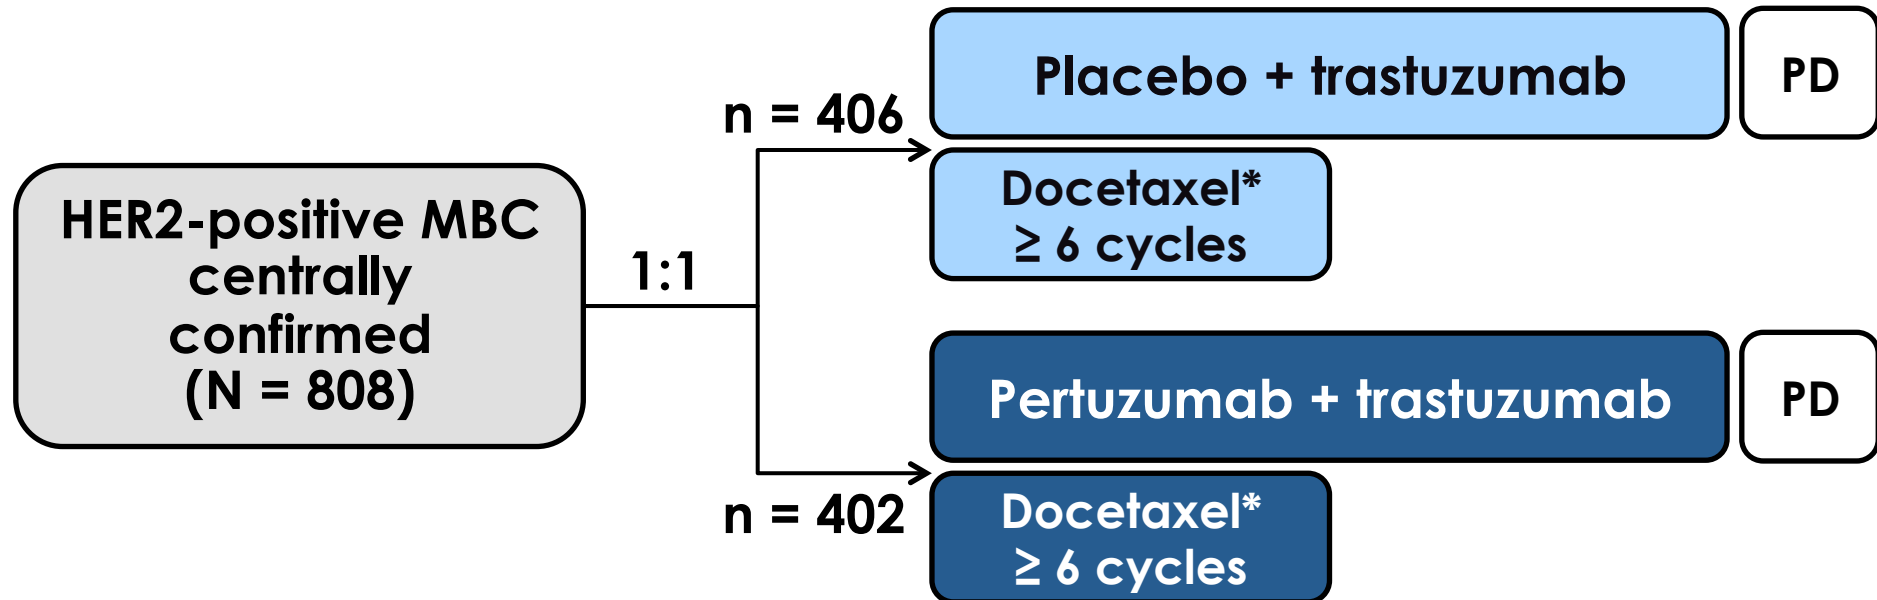 HER2-positive MBC
centrally
confirmed
(N = 808)
1:1
n = 406
Placebo + trastuzumab
PD
Docetaxel*
≥ 6 cycles
n = 402
Pertuzumab + trastuzumab
PD
Docetaxel*
≥ 6 cycles